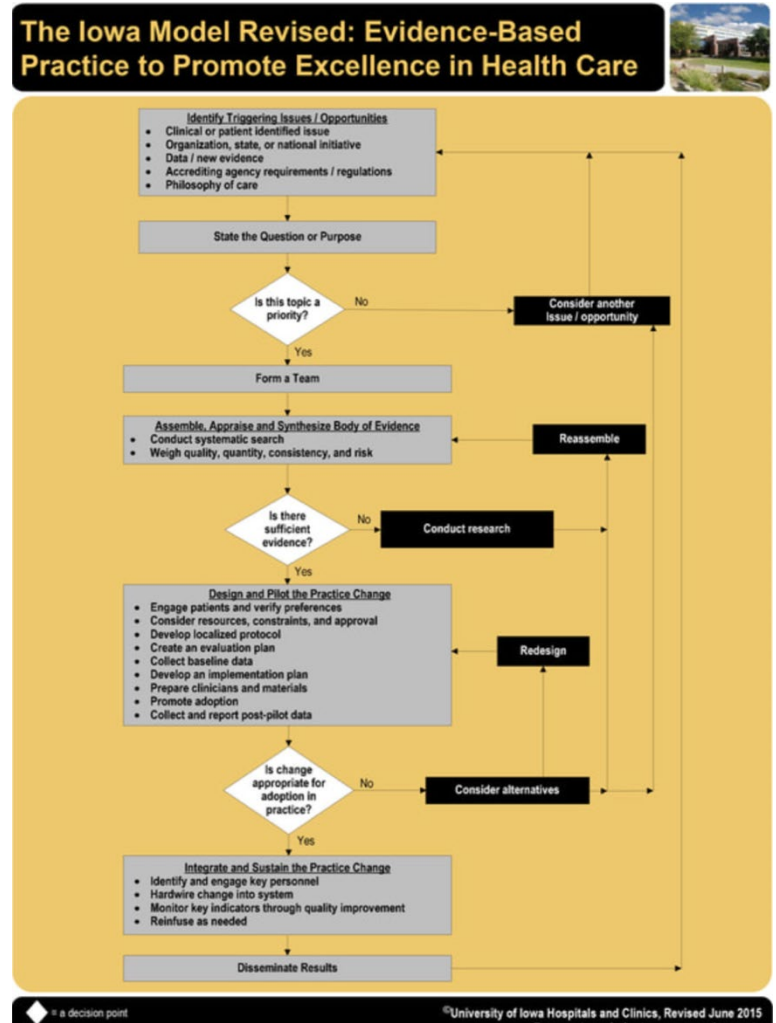 The Iowa Model Revised: Evidence-Based
Practice to Promote Excellence in Health Care
Identify Triggering Issues / Opportunities
• Clinical or patient identified issue
• Organization, state, or national initiative
• Data / new evidence
• Accrediting agency requirements / regulations
• Philosophy of care
State the Question or Purpose
Is this topic a
priority?
No
Consider another
Issue / opportunity
Yes
Form a Team
Assemble, Appraise and Synthesize Body of Evidence
• Conduct systematic search
• Weigh quality, quantity, consistency, and risk
Reassemble
Is there
sufficient
evidence?
No
Conduct research
Yes
Design and Pilot the Practice Change
• Engage patients and verify preferences
• Consider resources, constraints, and approval
• Develop localized protocol
• Create an evaluation plan
• Collect baseline data
• Develop an implementation plan
• Prepare clinicians and materials
• Promote adoption
• Collect and report post-pilot data
Redesign
Is change
appropriate for
adoption in
practice?
No
Consider alternatives
Yes
Integrate and Sustain the Practice Change
• Identify and engage key personnel
• Hardwire change into system
• Monitor key indicators through quality improvement
• Reinfuse as needed
Disseminate Results
= a decision point
©University of Iowa Hospitals and Clinics, Revised June 2015